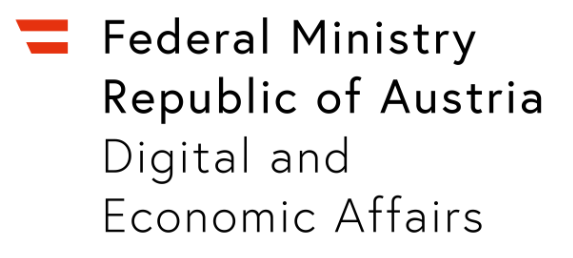 Federal Ministry
Republic of Austria
Digital and
Economic Affairs